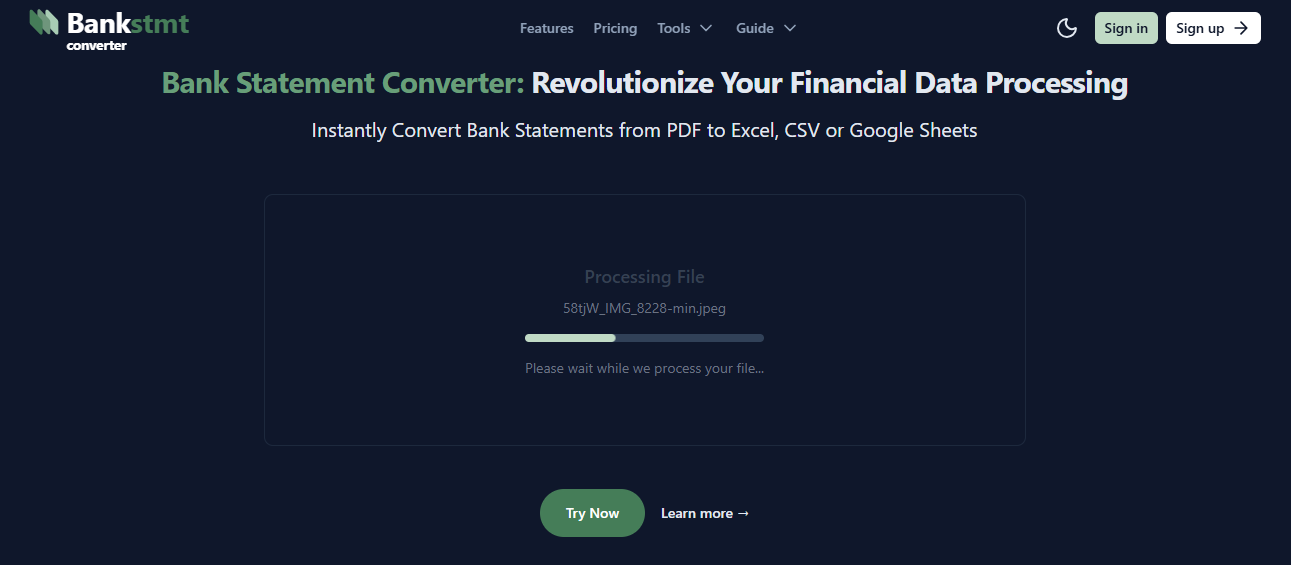 Bankstmt
converter
Features Pricing Tools Guide
Sign in
Sign up →
Bank Statement Converter: Revolutionize Your Financial Data Processing
Instantly Convert Bank Statements from PDF to Excel, CSV or Google Sheets
Processing File
58tjW_IMG_8228-min.jpeg
Please wait while we process your file...
Try Now
Learn more →